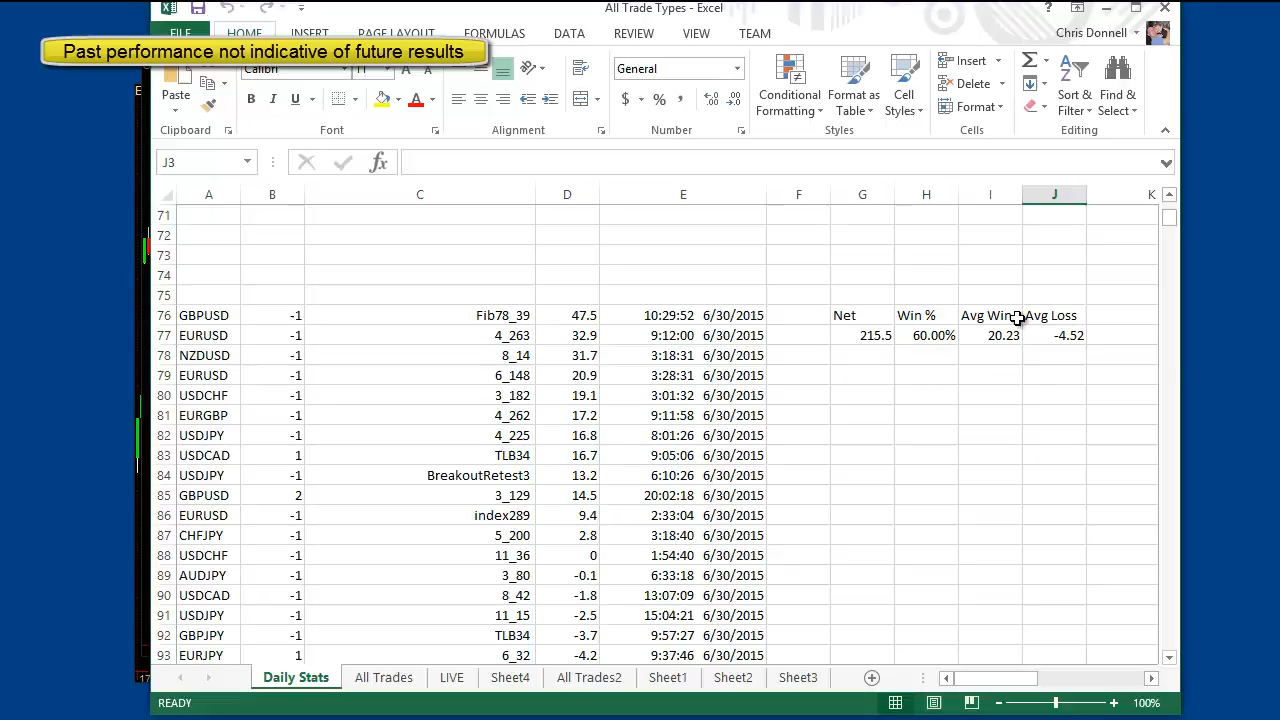 All Trade Types - Excel
FILE HOME INSERT PAGE LAYOUT FORMULAS DATA REVIEW VIEW TEAM Chris Donnell
Past performance not indicative of future results
Calibri 11 A A General
Paste
B I U A $ % , .00 .0
Conditional Formatting Format as Table Cell Styles
Insert
Delete
Format
Σ
Sort & Filter Find & Select
Clipboard Font Alignment Number Styles Cells Editing
J3 fx
A B C D E F G H I J K
71
72
73
74
75
76 GBPUSD -1 Fib78_39 47.5 10:29:52 6/30/2015 Net Win % Avg Win Avg Loss
77 EURUSD -1 4_263 32.9 9:12:00 6/30/2015 215.5 60.00% 20.23 -4.52
78 NZDUSD -1 8_14 31.7 3:18:31 6/30/2015
79 EURUSD -1 6_148 20.9 3:28:31 6/30/2015
80 USDCHF -1 3_182 19.1 3:01:32 6/30/2015
81 EURGBP -1 4_262 17.2 9:11:58 6/30/2015
82 USDJPY -1 4_225 16.8 8:01:26 6/30/2015
83 USDCAD 1 TLB34 16.7 9:05:06 6/30/2015
84 USDJPY -1 BreakoutRetest3 13.2 6:10:26 6/30/2015
85 GBPUSD 2 3_129 14.5 20:02:18 6/30/2015
86 EURUSD -1 index289 9.4 2:33:04 6/30/2015
87 CHFJPY -1 5_200 2.8 3:18:40 6/30/2015
88 USDCHF -1 11_36 0 1:54:40 6/30/2015
89 AUDJPY -1 3_80 -0.1 6:33:18 6/30/2015
90 USDCAD -1 8_42 -1.8 13:07:09 6/30/2015
91 USDJPY -1 11_15 -2.5 15:04:21 6/30/2015
92 GBPJPY -1 TLB34 -3.7 9:57:27 6/30/2015
93 EURJPY 1 6_32 -4.2 9:37:46 6/30/2015
Daily Stats All Trades LIVE Sheet4 All Trades2 Sheet1 Sheet2 Sheet3
READY 100%